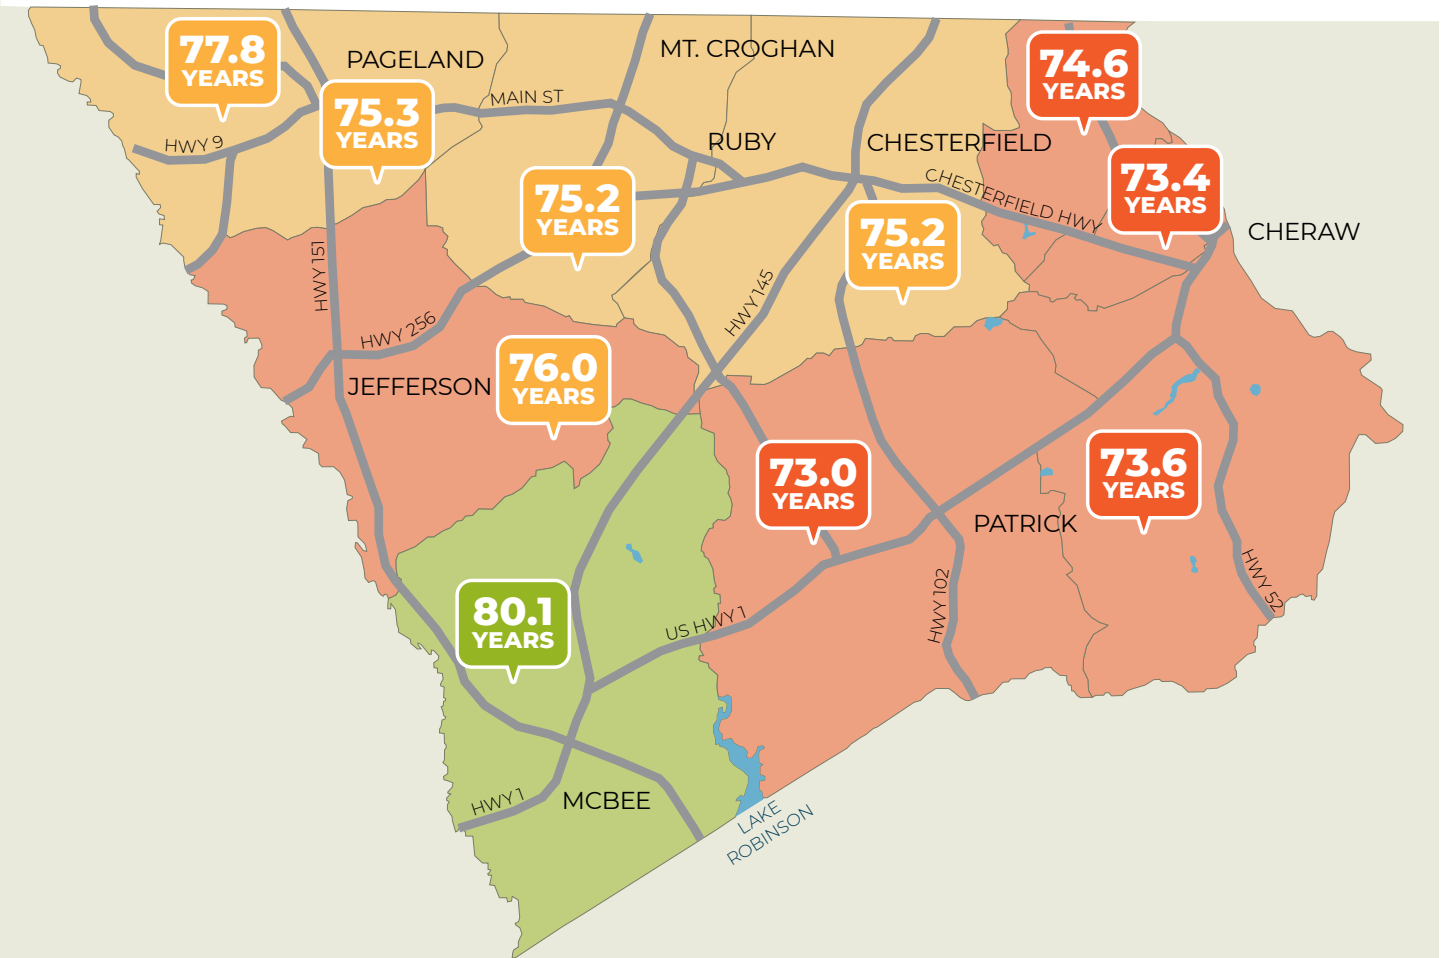 77.8
YEARS
PAGELAND
MT. CROGHAN
74.6
YEARS
75.3
YEARS
MAIN ST
HWY 9
RUBY
CHESTERFIELD
73.4
YEARS
75.2
YEARS
CHESTERFIELD HWY
75.2
YEARS
CHERAW
HWY 151
HWY 145
HWY 256
76.0
YEARS
JEFFERSON
73.0
YEARS
73.6
YEARS
PATRICK
80.1
YEARS
US HWY 1
HWY 102
HWY 52
HWY 1
MCBEE
LAKE
ROBINSON